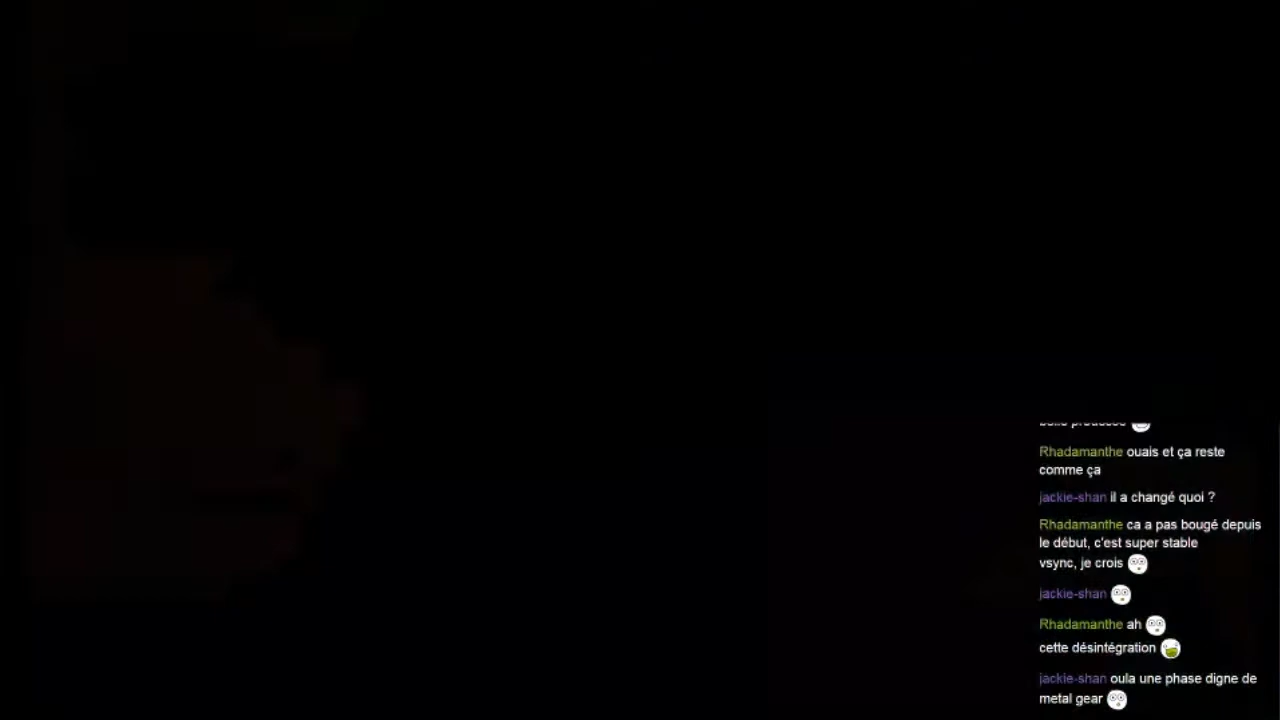 Rhadamanthe ouais et ça reste
comme ça
jackie-shan il a changé quoi ?
Rhadamanthe ca a pas bougé depuis
le début, c'est super stable
vsync, je crois
jackie-shan
Rhadamanthe ah
cette désintégration
jackie-shan oula une phase digne de
metal gear